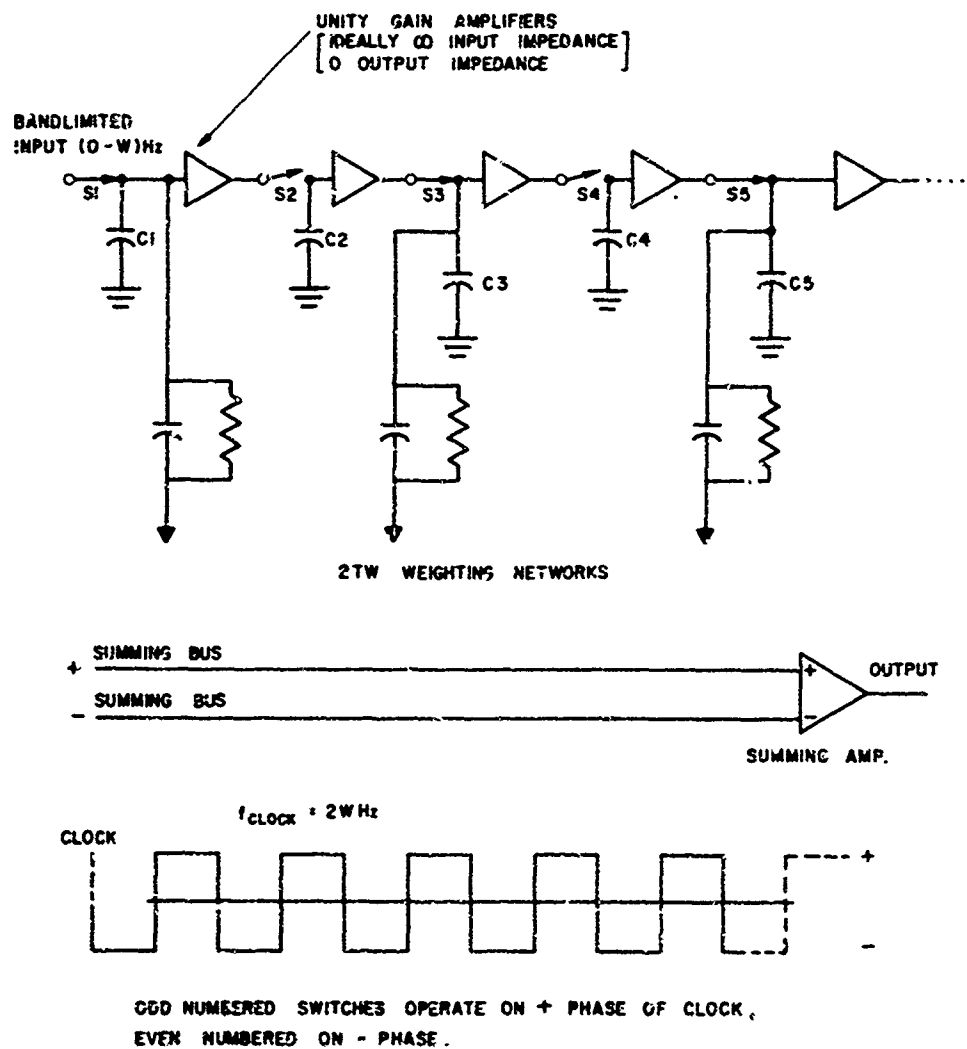 UNITY GAIN AMPLIFIERS
[IDEALLY ∞ INPUT IMPEDANCE]
[0 OUTPUT IMPEDANCE]
BANDLIMITED
INPUT (0-W)Hz
S1 S2 S3 S4 S5
C1 C2 C4
C3 C5
2TW WEIGHTING NETWORKS
+ SUMMING BUS
- SUMMING BUS
+ OUTPUT
-
SUMMING AMP.
fCLOCK = 2WHz
CLOCK
+
-
ODD NUMBERED SWITCHES OPERATE ON + PHASE OF CLOCK,
EVEN NUMBERED ON - PHASE.